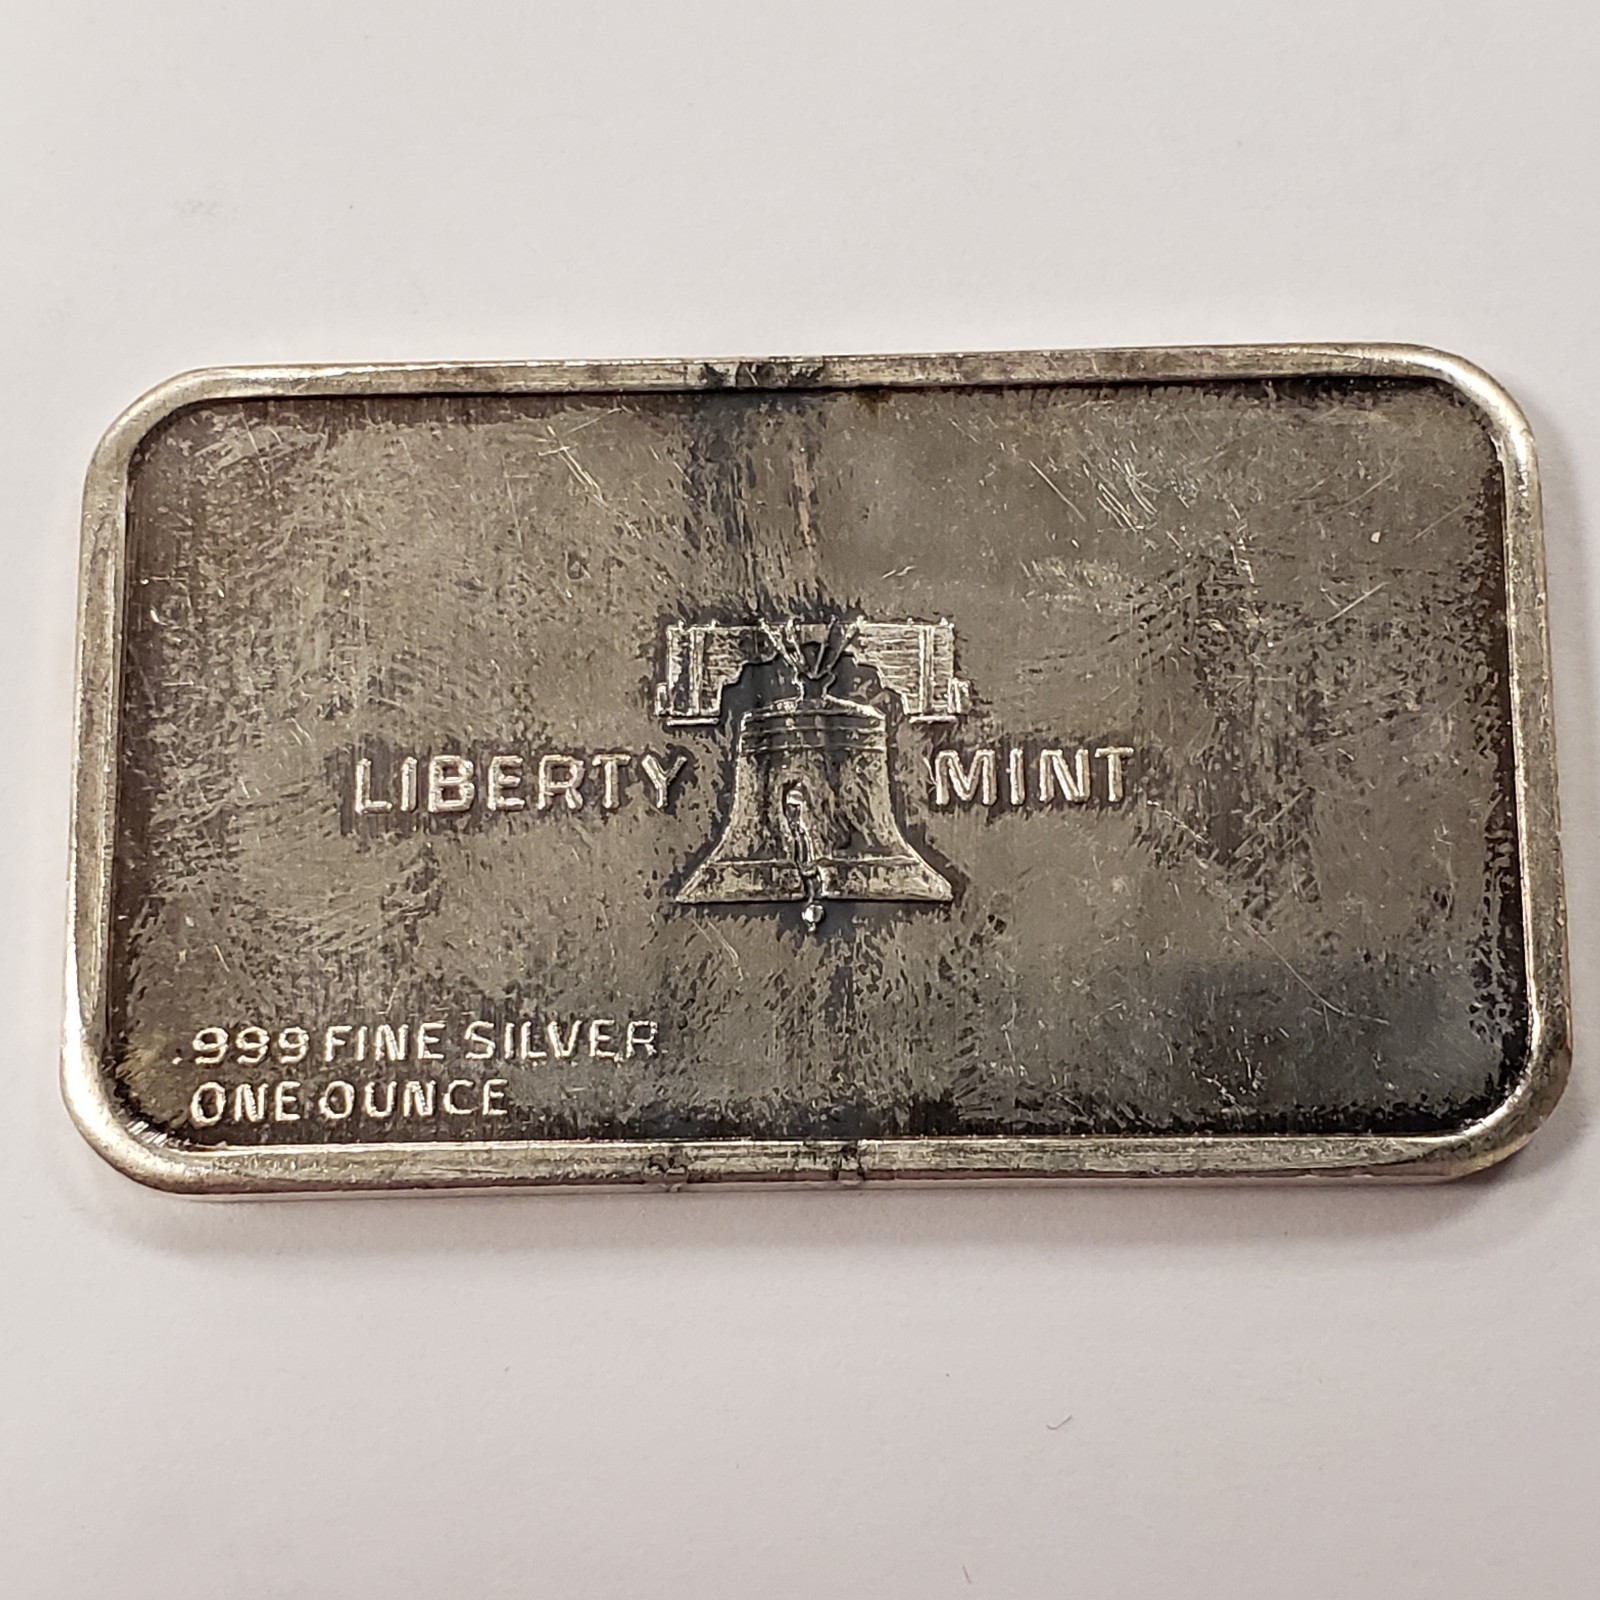 LIBERTY MINT
.999 FINE SILVER
ONE OUNCE